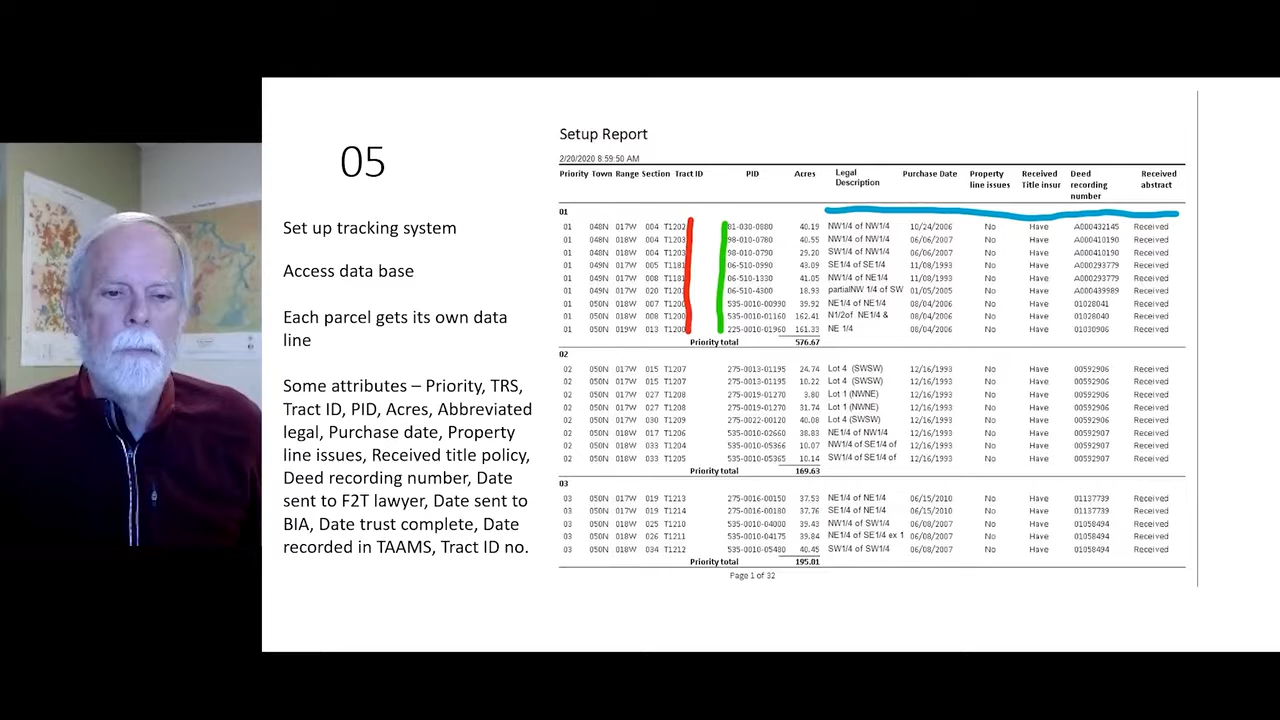 05
Set up tracking system
Access data base
Each parcel gets its own data
line
Some attributes – Priority, TRS,
Tract ID, PID, Acres, Abbreviated
legal, Purchase date, Property
line issues, Received title policy,
Deed recording number, Date
sent to F2T lawyer, Date sent to
BIA, Date trust complete, Date
recorded in TAAMS, Tract ID no.
Setup Report
2/20/2020 8:59:50 AM
Priority Town Range Section Tract ID PID Acres Legal Description Purchase Date Property line issues Received Title insur Deed recording number Received abstract
01
01 048N 017W 004 T1202 81-030-0880 40.19 NW1/4 of NW1/4 10/24/2006 No Have A000432145 Received
01 048N 018W 004 T1203 98-010-0780 40.55 NW1/4 of NW1/4 06/06/2007 No Have A000410190 Received
01 048N 018W 004 T1203 98-010-0790 29.20 SW1/4 of NW1/4 06/06/2007 No Have A000410190 Received
01 049N 017W 005 T181 06-510-0990 43.09 SE1/4 of SE1/4 11/08/1993 No Have A000293779 Received
01 049N 017W 008 T181 06-510-1330 41.05 NW1/4 of NE1/4 11/08/1993 No Have A000293779 Received
01 049N 017W 020 T1201 06-510-4300 18.93 partialNW 1/4 of SW 01/05/2005 No Have A000439989 Received
01 050N 018W 007 T1200 535-0010-00990 39.92 NE1/4 of NE1/4 08/04/2006 No Have 01028041 Received
01 050N 018W 008 T1200 535-0010-01160 162.41 N1/2of NE1/4 & 08/04/2006 No Have 01028040 Received
01 050N 019W 013 T1200 225-0010-01960 161.33 NE 1/4 08/04/2006 No Have 01030906 Received
Priority total 576.67
02
02 050N 017W 015 T1207 275-0013-01195 24.74 Lot 4 (SWSW) 12/16/1993 No Have 00592906 Received
02 050N 017W 015 T1207 275-0013-01195 10.22 Lot 4 (SWSW) 12/16/1993 No Have 00592906 Received
02 050N 017W 027 T1208 275-0019-01270 3.80 Lot 1 (NWNE) 12/16/1993 No Have 00592906 Received
02 050N 017W 027 T1208 275-0019-01270 31.74 Lot 1 (NWNE) 12/16/1993 No Have 00592906 Received
02 050N 017W 030 T1209 275-0022-00120 40.08 Lot 4 (SWSW) 12/16/1993 No Have 00592906 Received
02 050N 018W 017 T1206 535-0010-02660 38.83 NE1/4 of NW1/4 12/16/1993 No Have 00592907 Received
02 050N 018W 033 T1204 535-0010-05366 10.07 NW1/4 of SE1/4 of 12/16/1993 No Have 00592907 Received
02 050N 018W 033 T1205 535-0010-05365 10.14 SW1/4 of SE1/4 of 12/16/1993 No Have 00592907 Received
Priority total 169.63
03
03 050N 017W 019 T1213 275-0016-00150 37.53 NE1/4 of NE1/4 06/15/2010 No Have 01137739 Received
03 050N 017W 019 T1214 275-0016-00180 37.76 SE1/4 of NE1/4 06/15/2010 No Have 01137739 Received
03 050N 018W 025 T1210 535-0010-04000 39.43 NW1/4 of SW1/4 06/08/2007 No Have 01058494 Received
03 050N 018W 026 T1211 535-0010-04175 39.84 NE1/4 of SE1/4 ex 1 06/08/2007 No Have 01058494 Received
03 050N 018W 034 T1212 535-0010-05480 40.45 SW1/4 of SW1/4 06/08/2007 No Have 01058494 Received
Priority total 195.01
Page 1 of 32